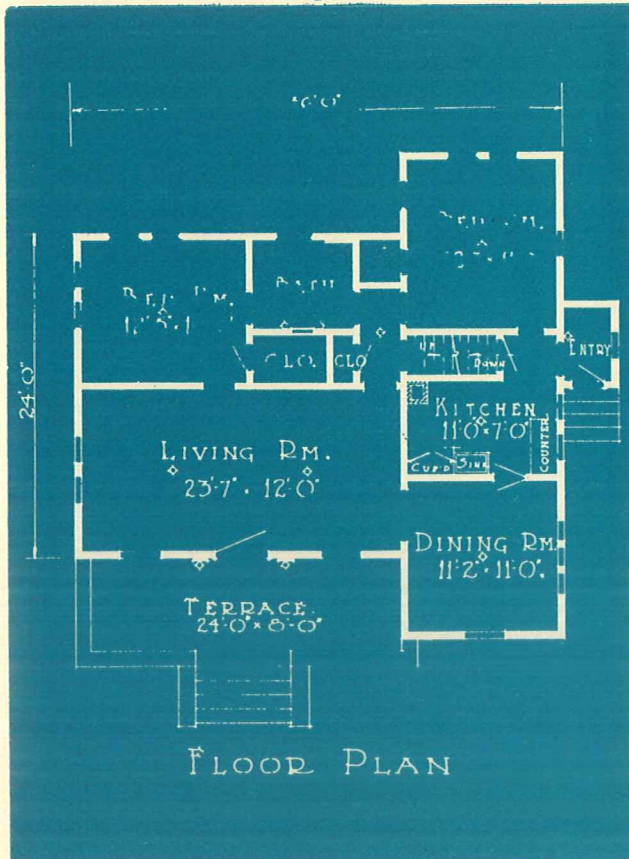 24'-0"
CLO.
CLO
UP
DOWN
ENTRY
KITCHEN
11'0" x 7'0"
COUNTER.
CUP'D
SINK
LIVING RM.
23'-7" x 12'-0"
DINING RM.
11'-2" x 11'-0"
TERRACE.
24'-0" x 8'-0"
FLOOR PLAN